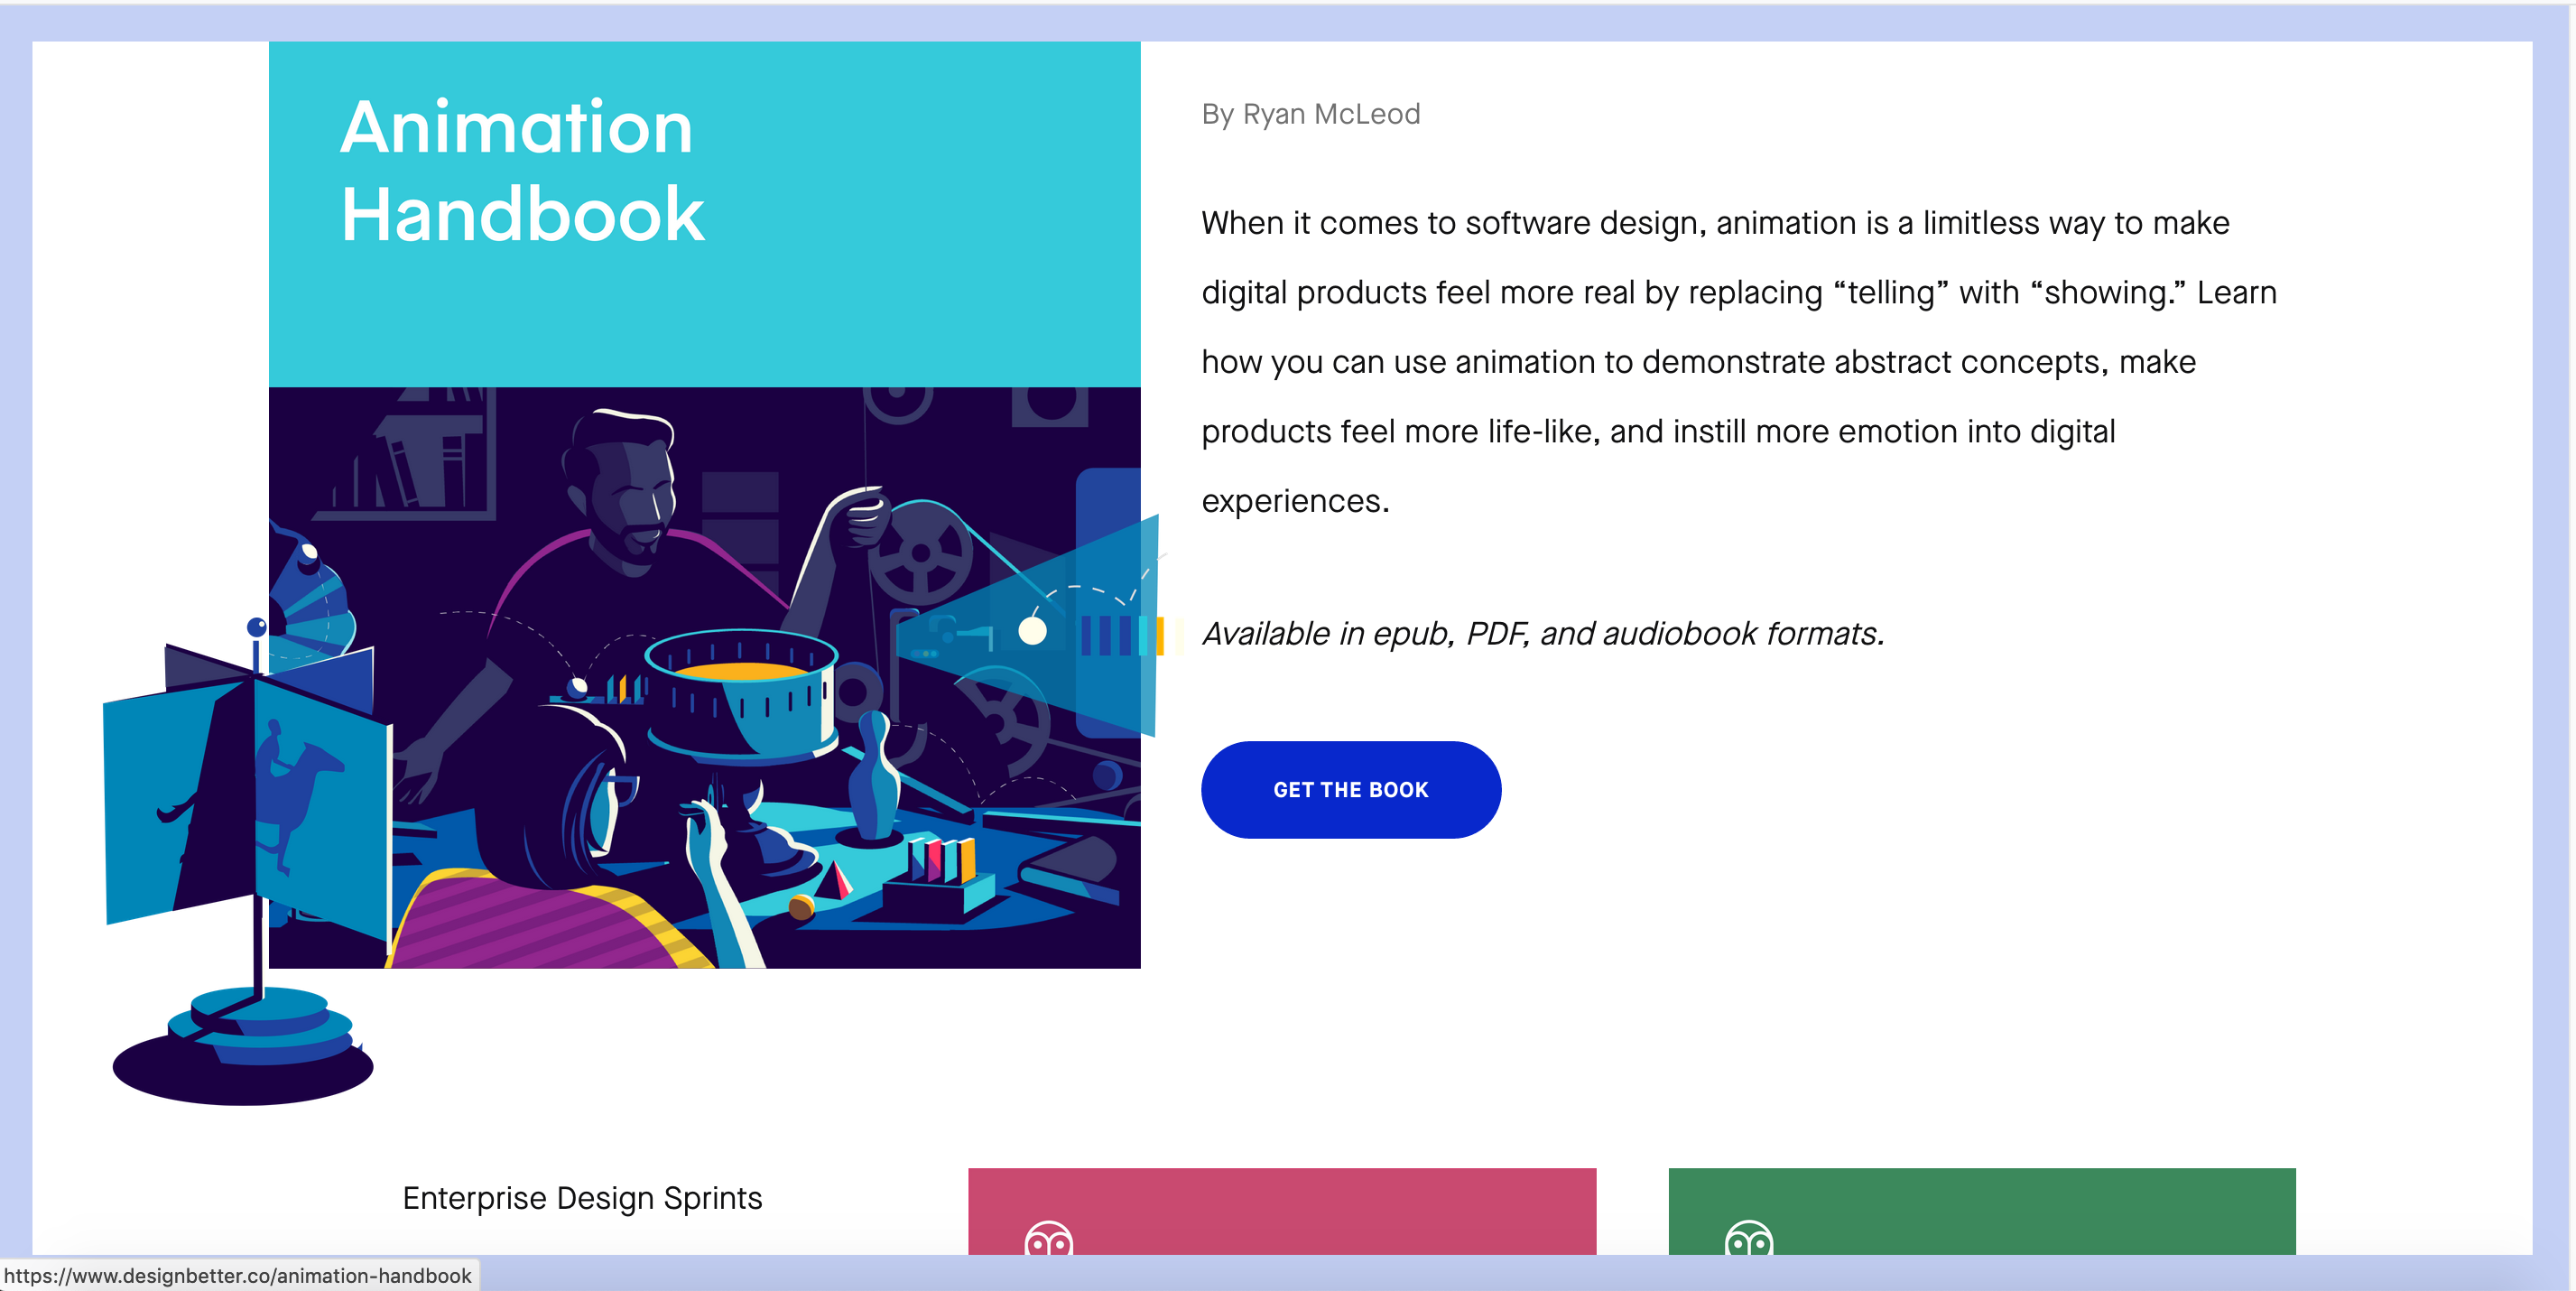 Animation
Handbook
By Ryan McLeod
When it comes to software design, animation is a limitless way to make
digital products feel more real by replacing “telling” with “showing.” Learn
how you can use animation to demonstrate abstract concepts, make
products feel more life-like, and instill more emotion into digital
experiences.
Available in epub, PDF, and audiobook formats.
GET THE BOOK
Enterprise Design Sprints
https://www.designbetter.co/animation-handbook